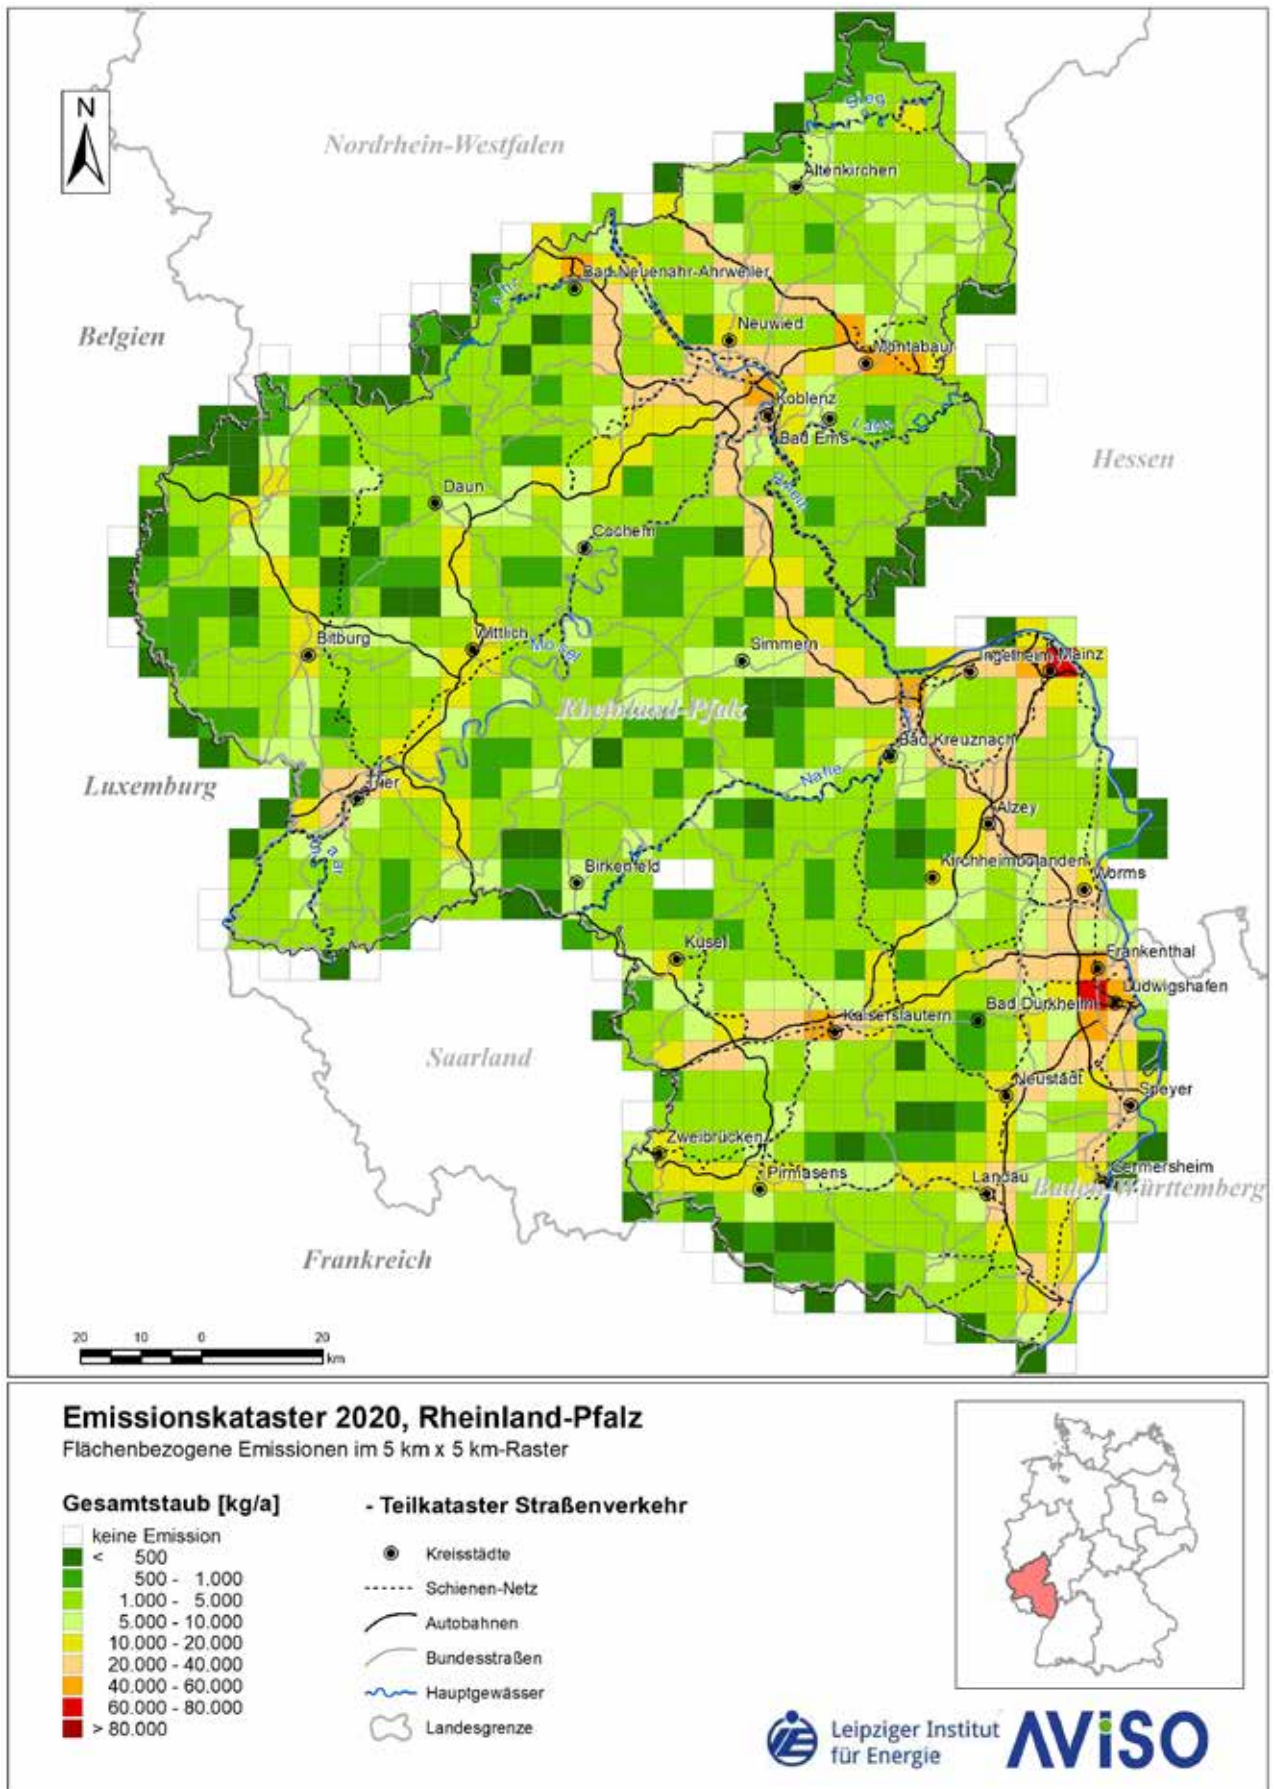 N
Nordrhein-Westfalen
Sieg
Altenkirchen
Bad Neuenahr-Ahrweiler
Ahr
Belgien
Neuwied
Montabaur
Koblenz
Bad Ems
Lahn
Hessen
Rhein
Daun
Cochem
Bitburg
Wittlich
Mosel
Simmern
Ingelheim
Mainz
Rheinland-Pfalz
Bad Kreuznach
Luxemburg
Trier
Nahe
Alzey
Saar
Birkenfeld
Kirchheimbolanden
Worms
Kusel
Frankenthal
Ludwigshafen
Kaiserslautern
Bad Dürkheim
Saarland
Neustadt
Speyer
Zweibrücken
Pirmasens
Landau
Germersheim
Baden-Württemberg
Frankreich
20 10 0 20
km
Emissionskataster 2020, Rheinland-Pfalz
Flächenbezogene Emissionen im 5 km x 5 km-Raster
Gesamtstaub [kg/a]
- Teilkataster Straßenverkehr
keine Emission
< 500
500 - 1.000
1.000 - 5.000
5.000 - 10.000
10.000 - 20.000
20.000 - 40.000
40.000 - 60.000
60.000 - 80.000
> 80.000
Kreisstädte
Schienen-Netz
Autobahnen
Bundesstraßen
Hauptgewässer
Landesgrenze
Leipziger Institut
für Energie
AViSO